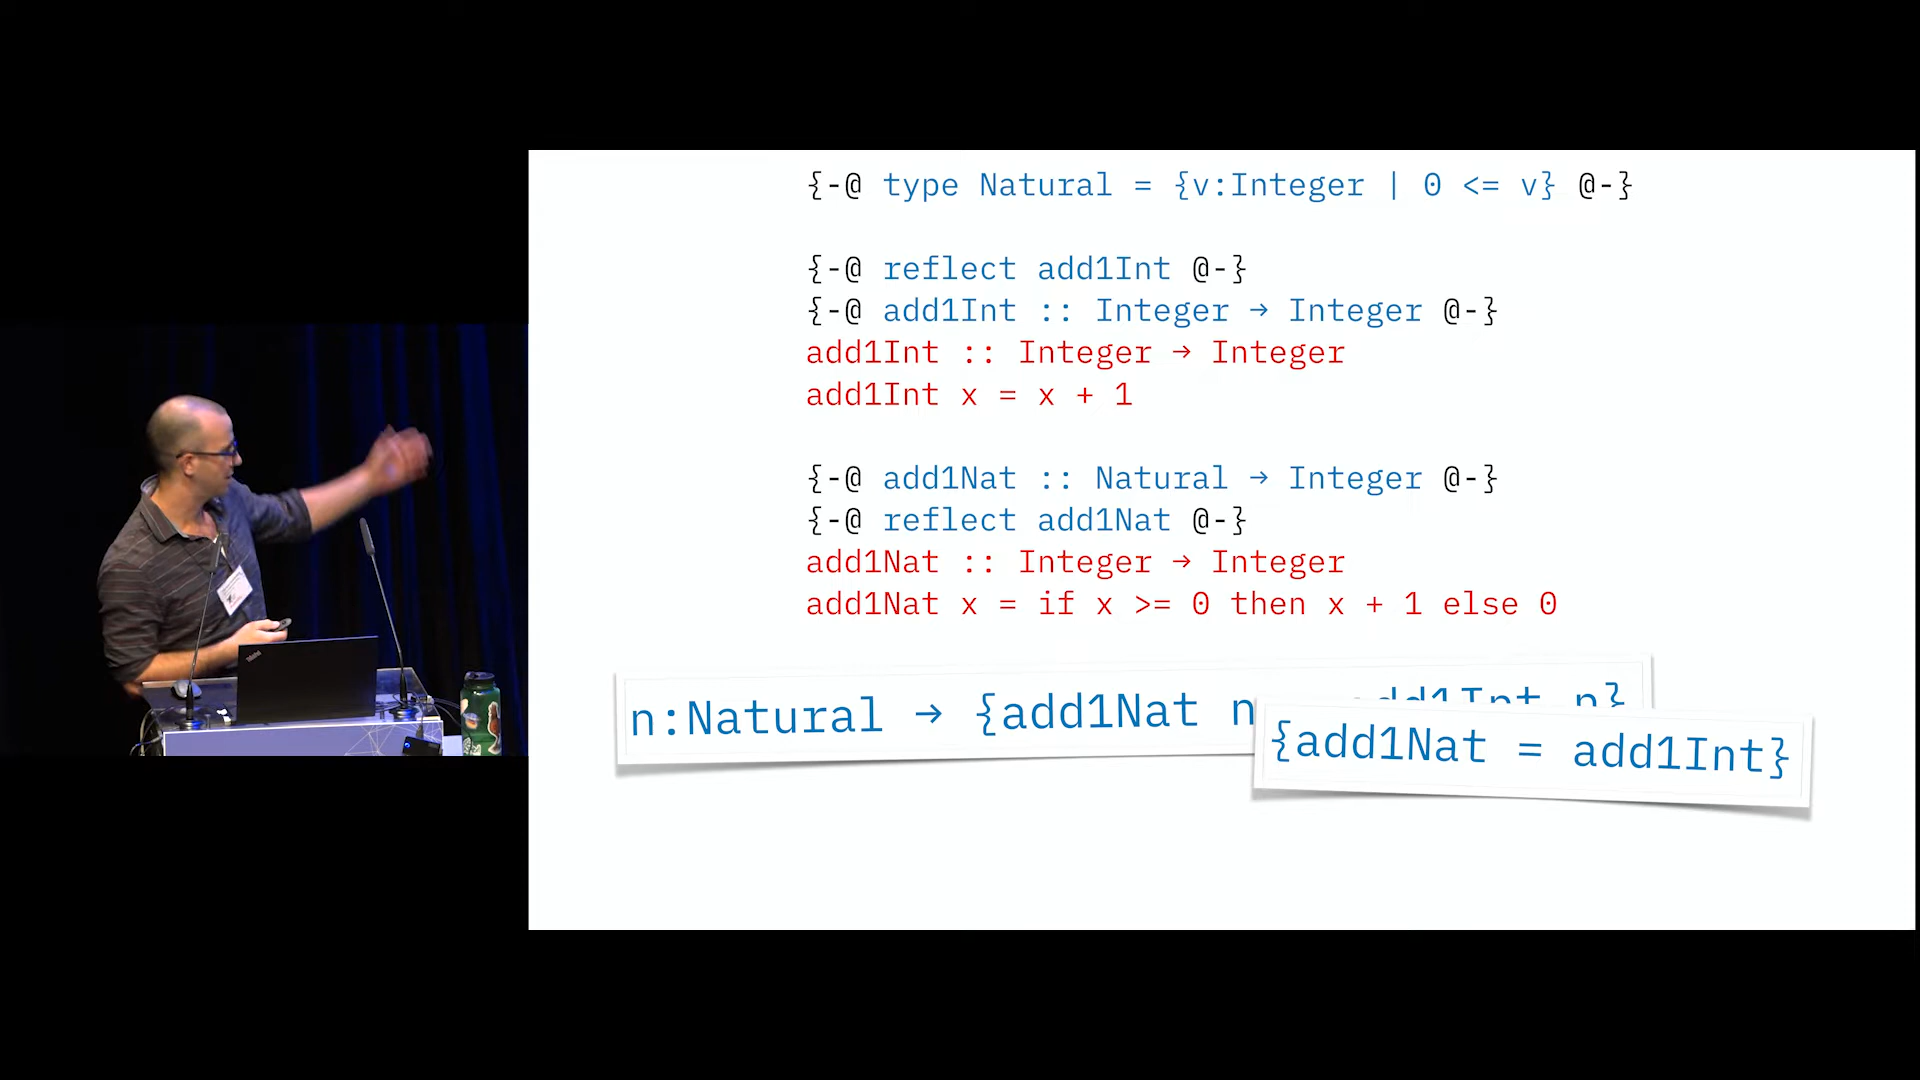 {-@ type Natural = {v:Integer | 0 <= v} @-}
{-@ reflect add1Int @-}
{-@ add1Int :: Integer → Integer @-}
add1Int :: Integer → Integer
add1Int x = x + 1
{-@ add1Nat :: Natural → Integer @-}
{-@ reflect add1Nat @-}
add1Nat :: Integer → Integer
add1Nat x = if x >= 0 then x + 1 else 0
n:Natural → {add1Nat n add1Int n}
{add1Nat = add1Int}